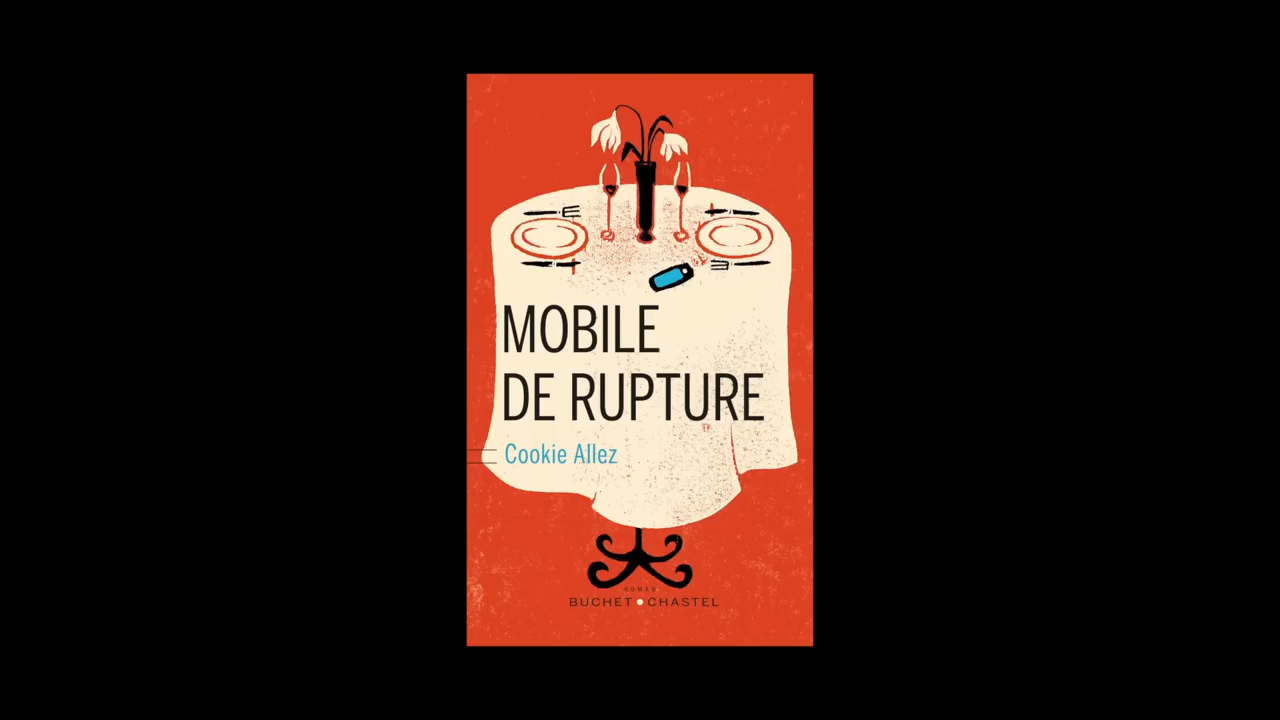 MOBILE
DE RUPTURE
Cookie Allez
ROMAN
BUCHET•CHASTEL